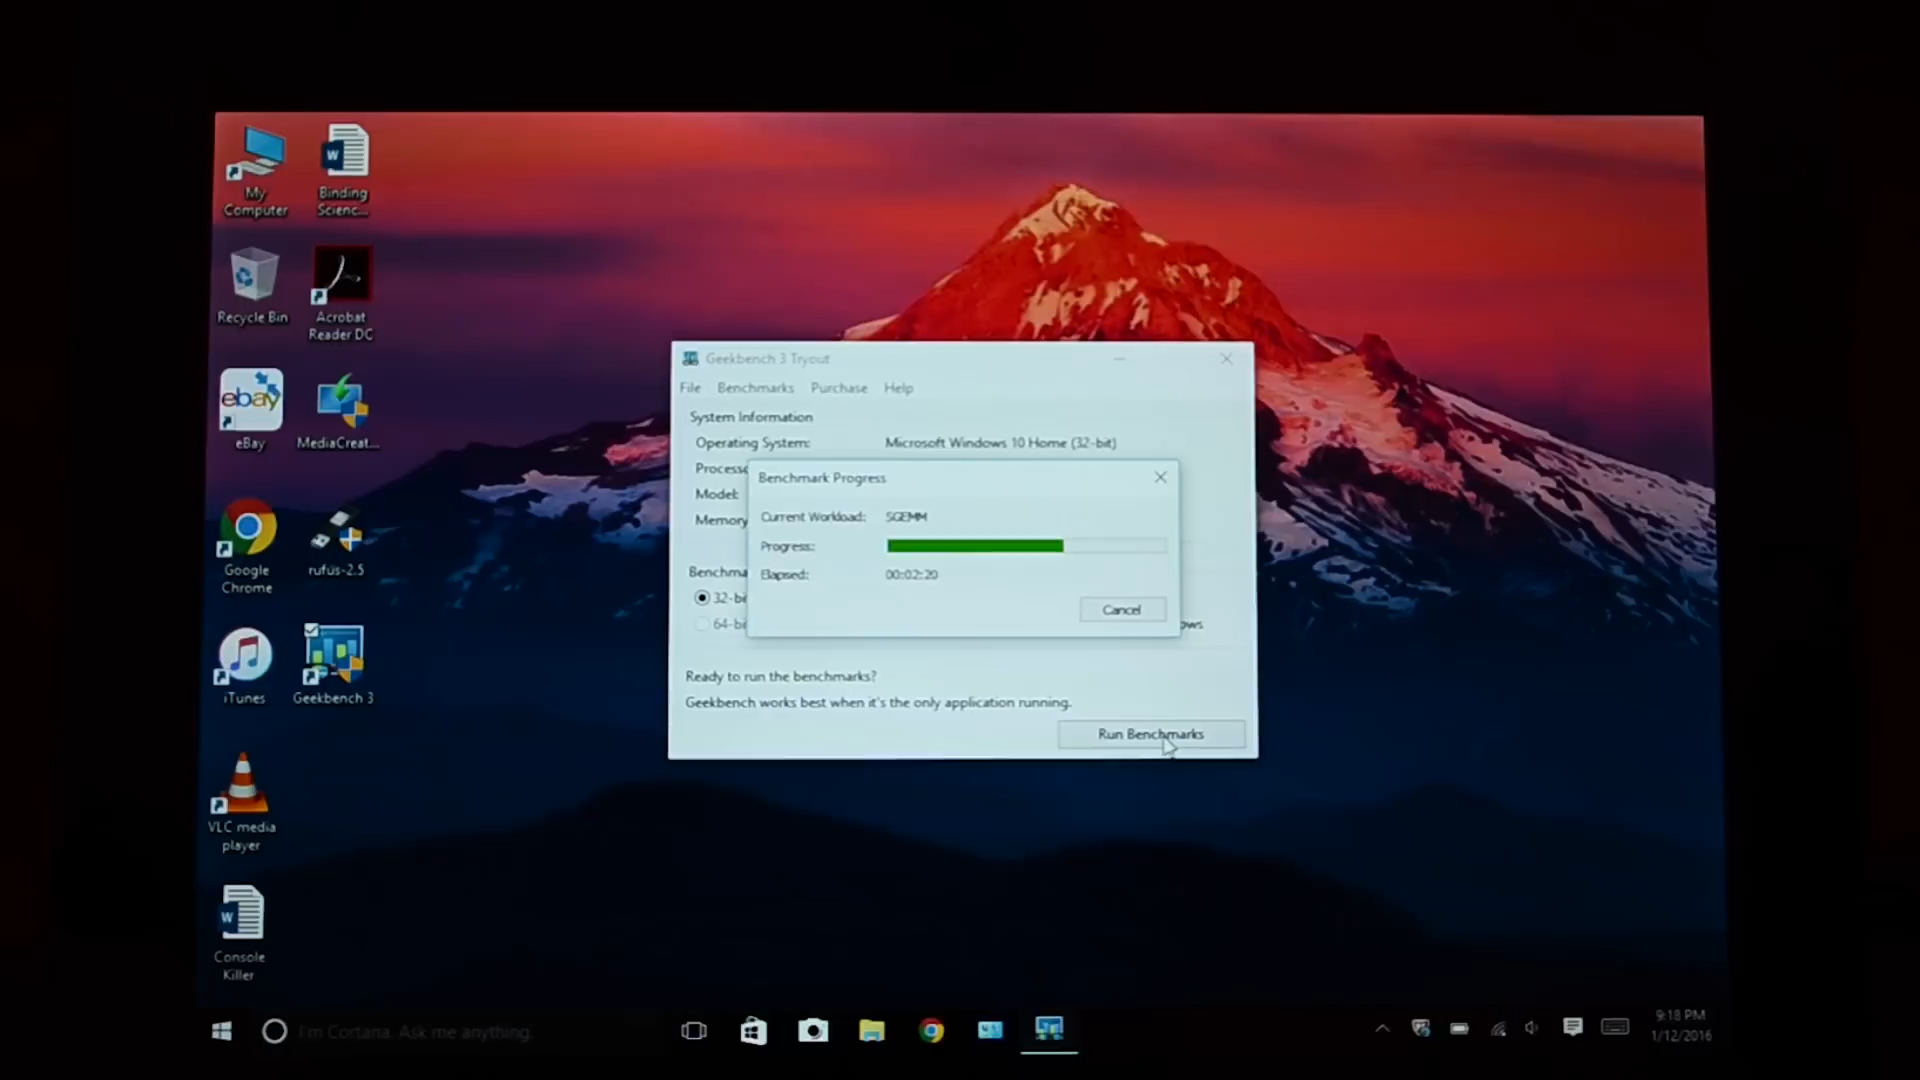 My
Computer
Binding
Scienc...
Recycle Bin
Acrobat
Reader DC
ebay
eBay
MediaCreat...
Google
Chrome
rufus-2.5
iTunes
Geekbench 3
VLC media
player
W
Console
Killer
Geekbench 3 Tryout
File Benchmarks Purchase Help
System Information
Operating System: Microsoft Windows 10 Home (32-bit)
Processo
Model:
Memory
Benchma
32-bi
64-bi
ows
Benchmark Progress
Current Workload: SGEMM
Progress:
Elapsed: 00:02:20
Cancel
Ready to run the benchmarks?
Geekbench works best when it's the only application running.
Run Benchmarks
I'm Cortana. Ask me anything.
9:18 PM
1/12/2016